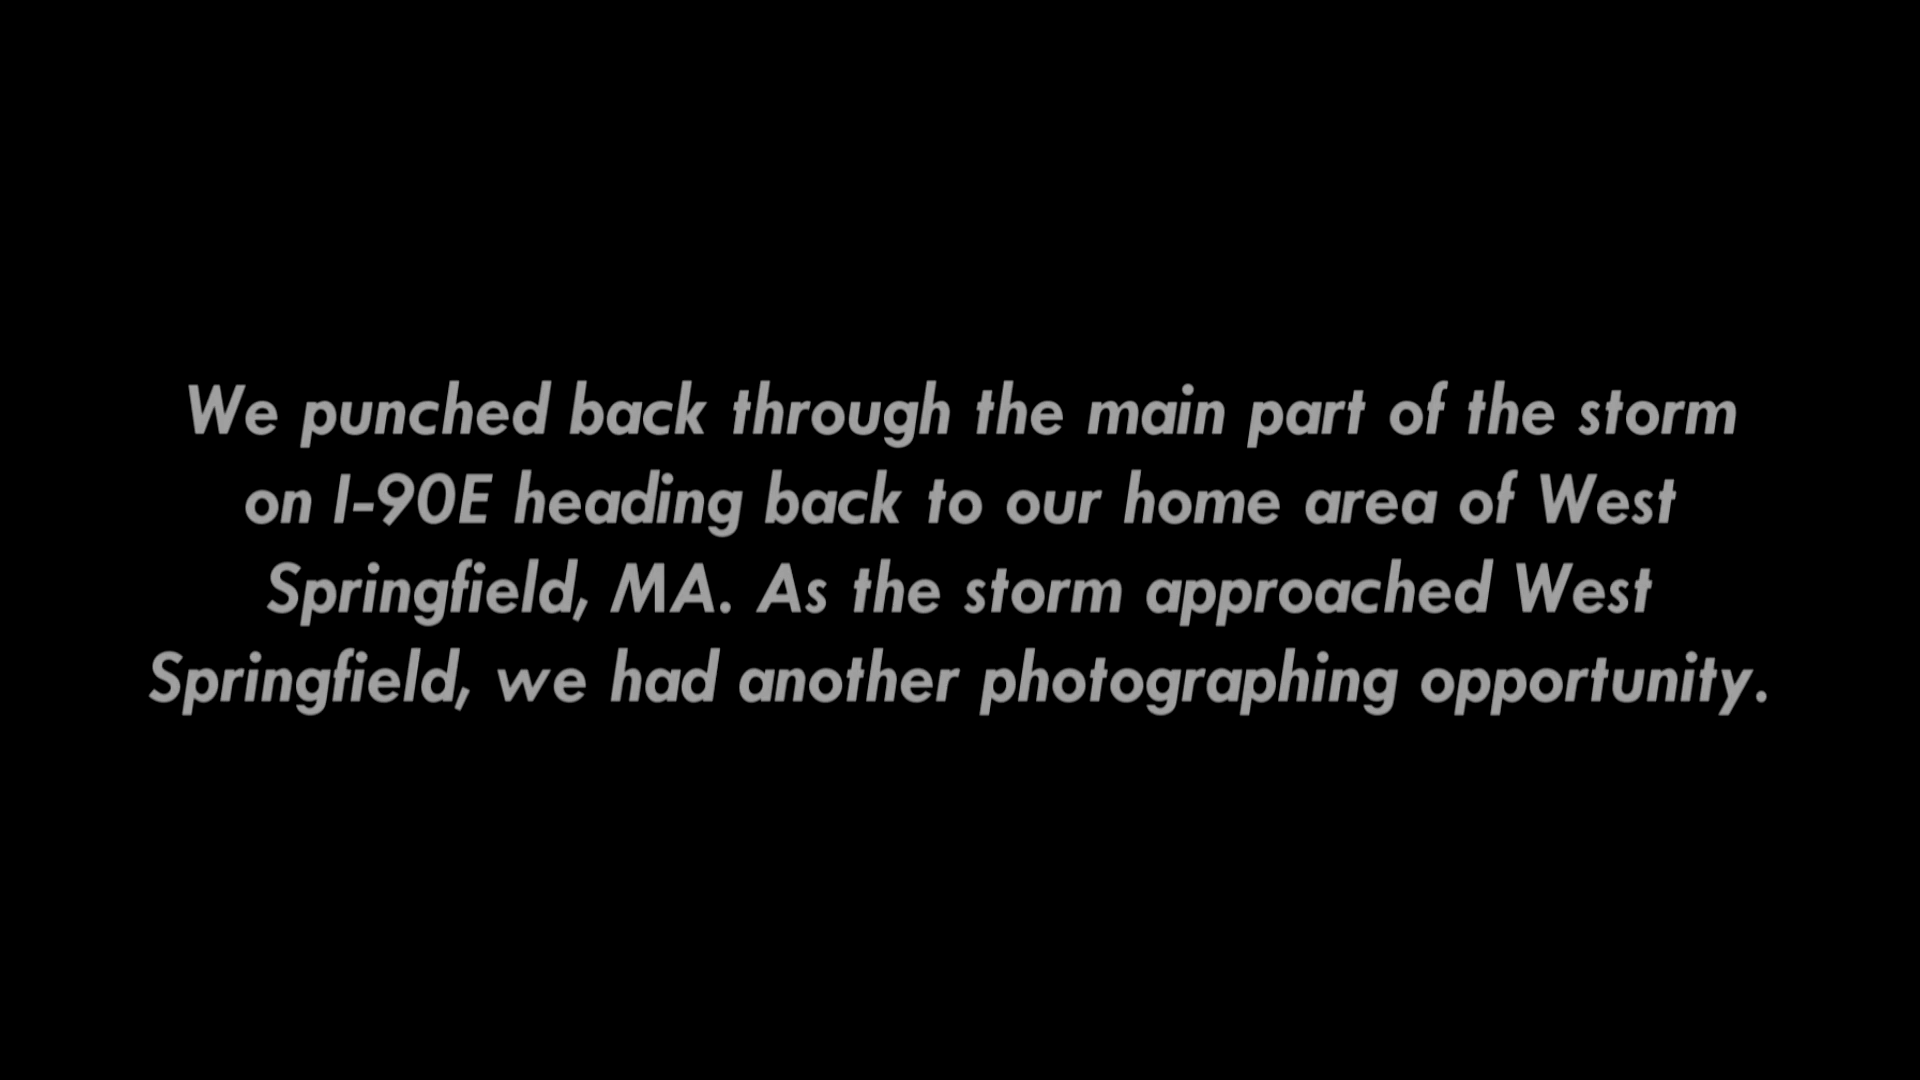 We punched back through the main part of the storm
on I-90E heading back to our home area of West
Springfield, MA. As the storm approached West
Springfield, we had another photographing opportunity.